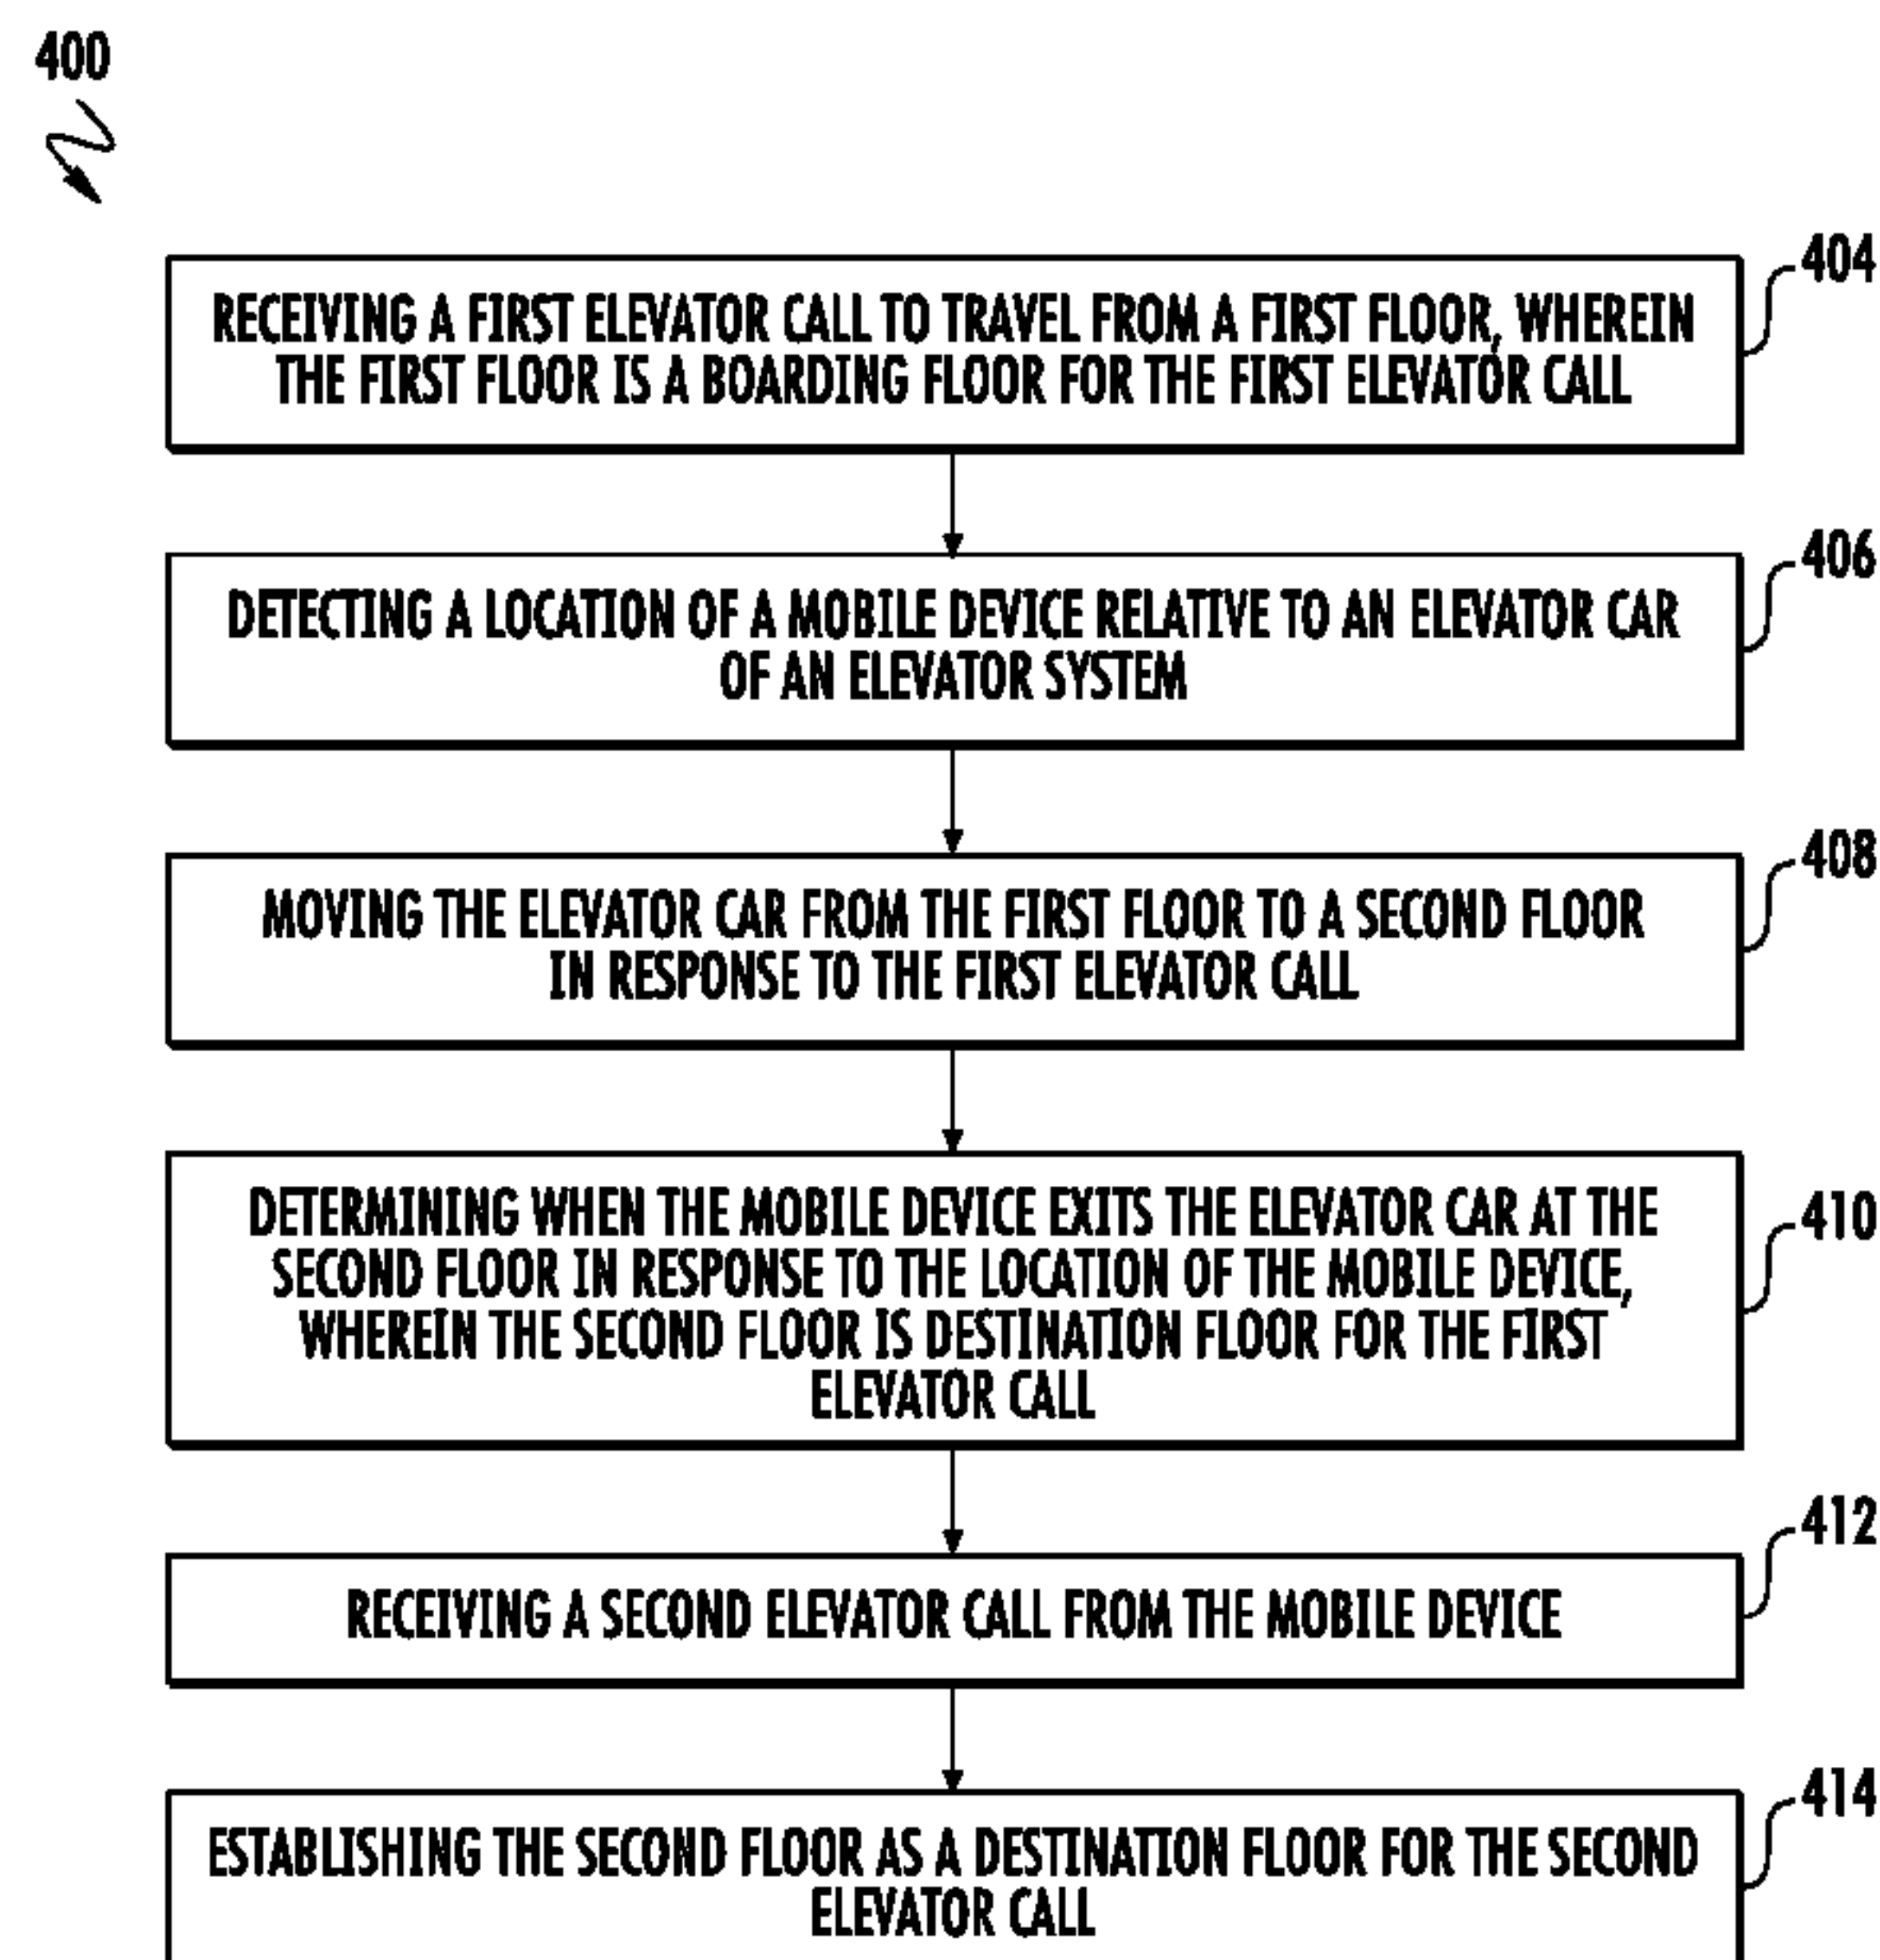 400
404
RECEIVING A FIRST ELEVATOR CALL TO TRAVEL FROM A FIRST FLOOR, WHEREIN
THE FIRST FLOOR IS A BOARDING FLOOR FOR THE FIRST ELEVATOR CALL
406
DETECTING A LOCATION OF A MOBILE DEVICE RELATIVE TO AN ELEVATOR CAR
OF AN ELEVATOR SYSTEM
408
MOVING THE ELEVATOR CAR FROM THE FIRST FLOOR TO A SECOND FLOOR
IN RESPONSE TO THE FIRST ELEVATOR CALL
410
DETERMINING WHEN THE MOBILE DEVICE EXITS THE ELEVATOR CAR AT THE
SECOND FLOOR IN RESPONSE TO THE LOCATION OF THE MOBILE DEVICE,
WHEREIN THE SECOND FLOOR IS DESTINATION FLOOR FOR THE FIRST
ELEVATOR CALL
412
RECEIVING A SECOND ELEVATOR CALL FROM THE MOBILE DEVICE
414
ESTABLISHING THE SECOND FLOOR AS A DESTINATION FLOOR FOR THE SECOND
ELEVATOR CALL